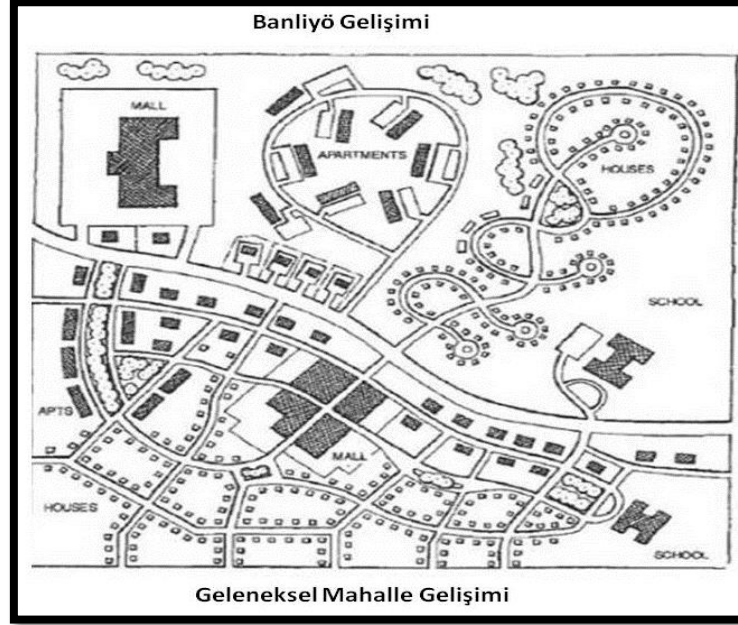 Banliyö Gelişimi
MALL
APARTMENTS
HOUSES
SCHOOL
APTS
MALL
HOUSES
SCHOOL
Geleneksel Mahalle Gelişimi